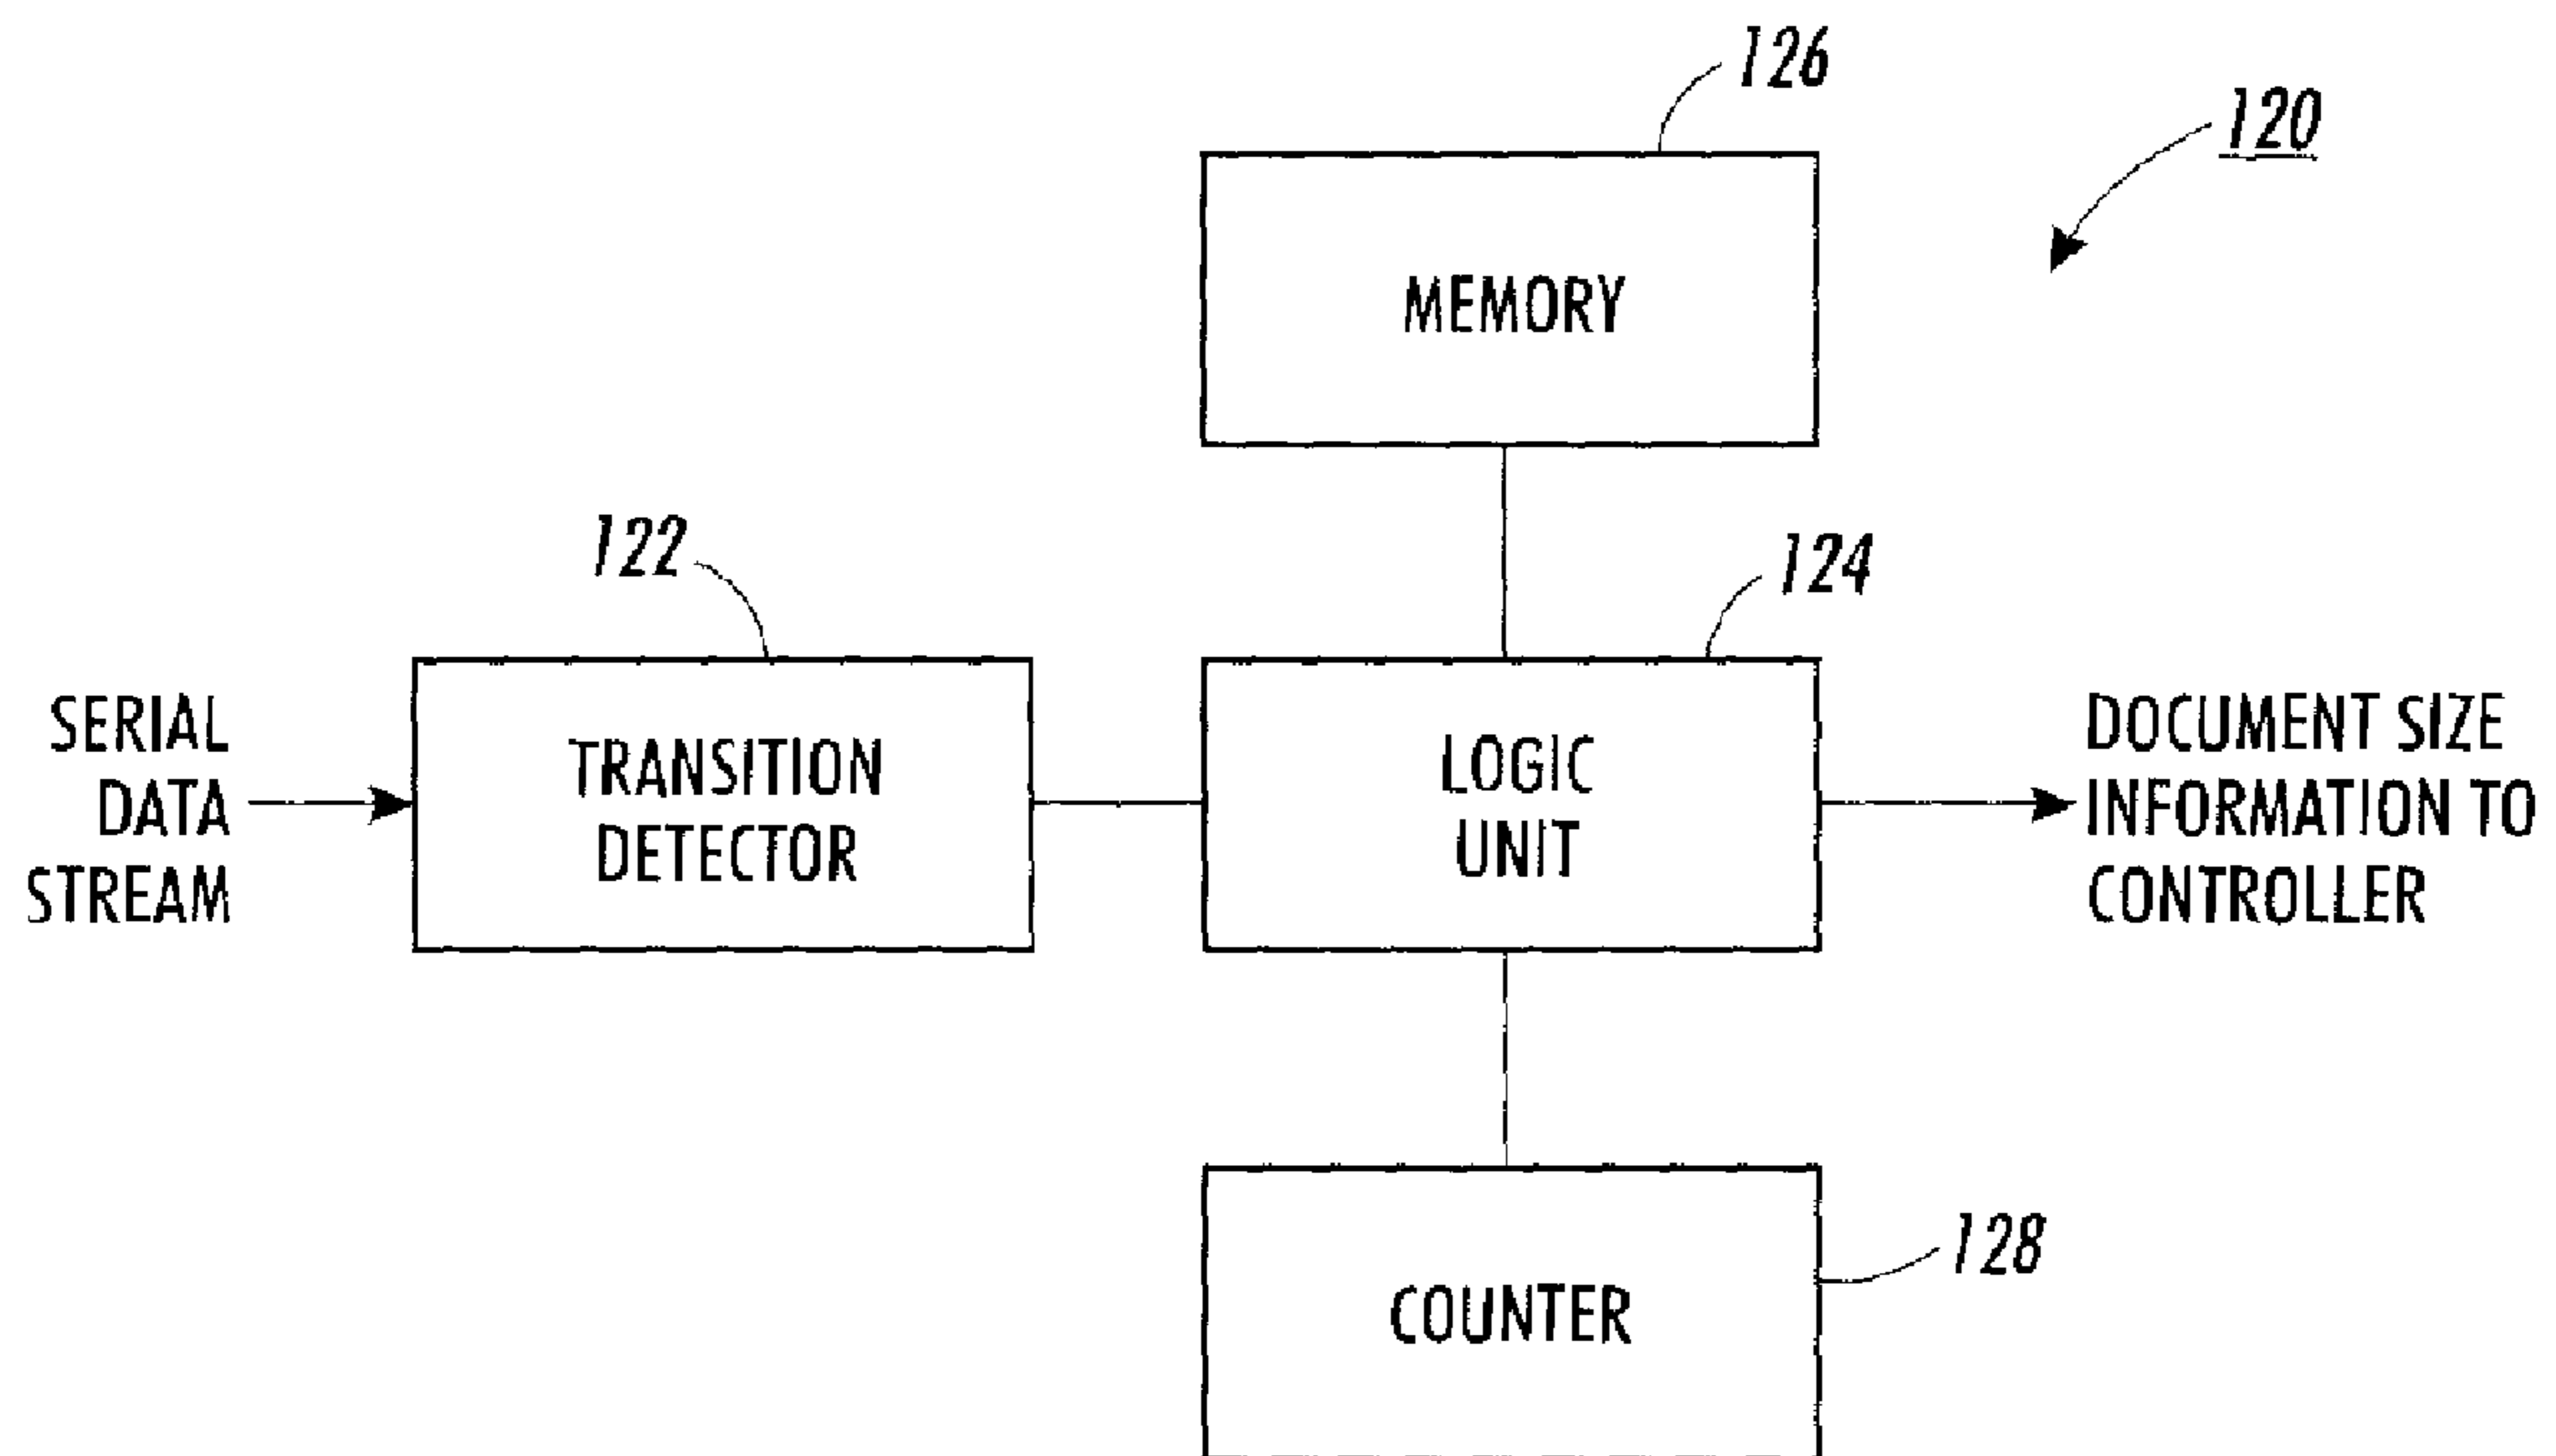 126
120
MEMORY
122
124
SERIAL
DATA
STREAM
TRANSITION
DETECTOR
LOGIC
UNIT
DOCUMENT SIZE
INFORMATION TO
CONTROLLER
128
COUNTER